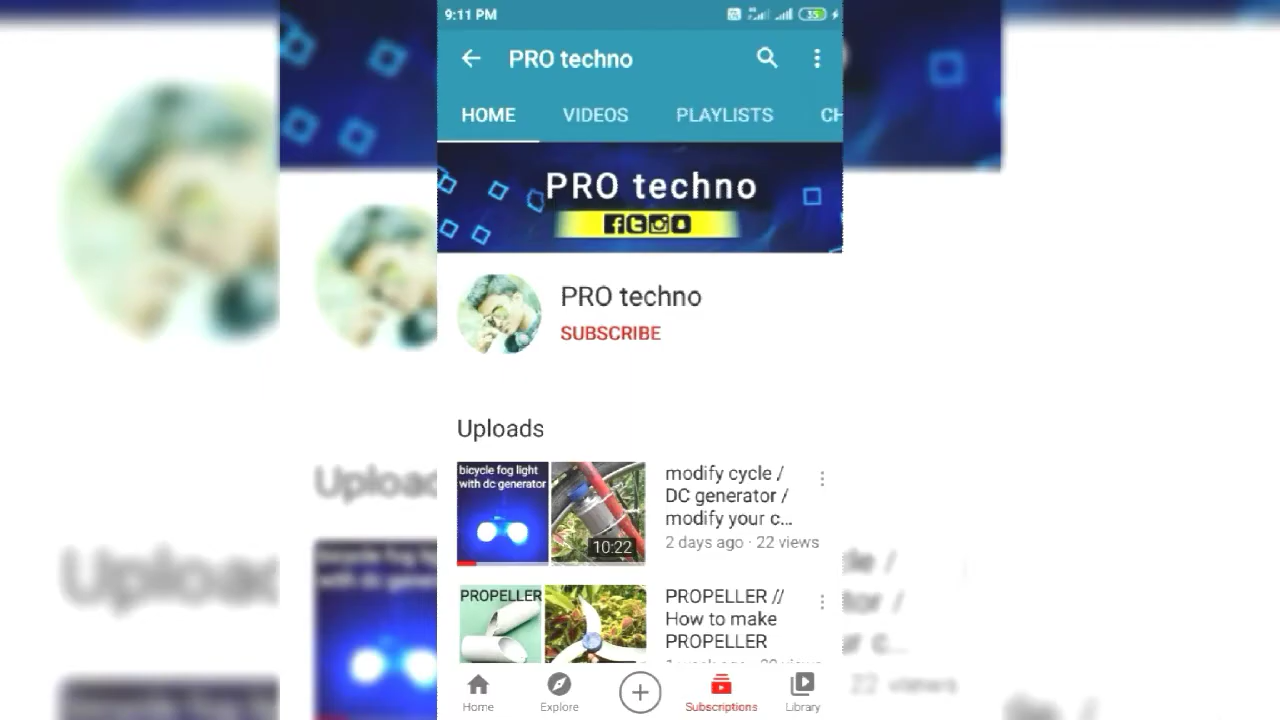 9:11 PM
35
PRO techno
HOME VIDEOS PLAYLISTS CH
PRO techno
PRO techno
SUBSCRIBE
Uploads
bicycle fog light
with dc generator
10:22
modify cycle /
DC generator /
modify your c...
2 days ago · 22 views
PROPELLER
PROPELLER //
How to make
PROPELLER
Home Explore Subscriptions Library